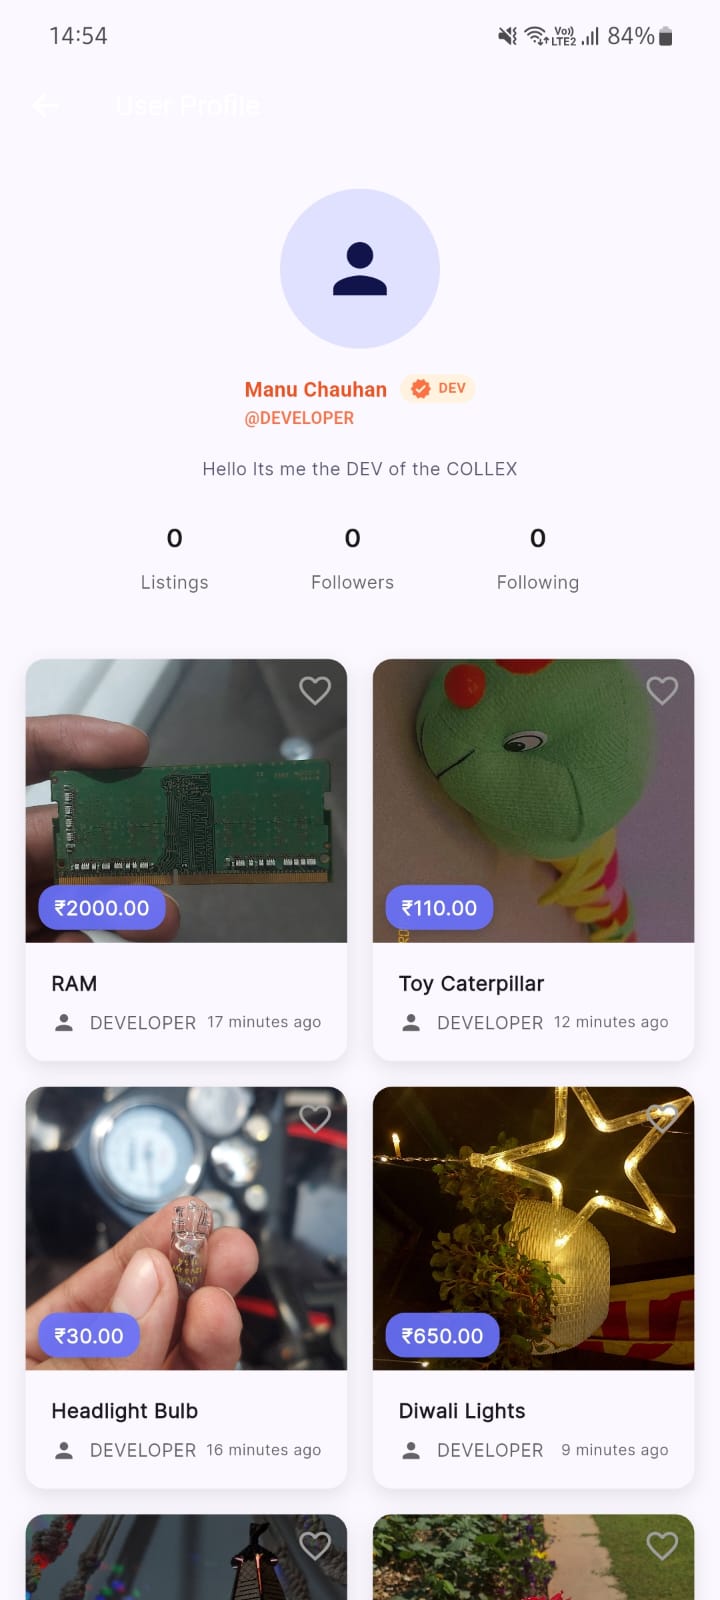 14:54
Vo)) LTE2 84%
User Profile
Manu Chauhan DEV
@DEVELOPER
Hello Its me the DEV of the COLLEX
0 0 0
Listings Followers Following
₹2000.00 ₹110.00
RAM Toy Caterpillar
DEVELOPER 17 minutes ago DEVELOPER 12 minutes ago
₹30.00 ₹650.00
Headlight Bulb Diwali Lights
DEVELOPER 16 minutes ago DEVELOPER 9 minutes ago